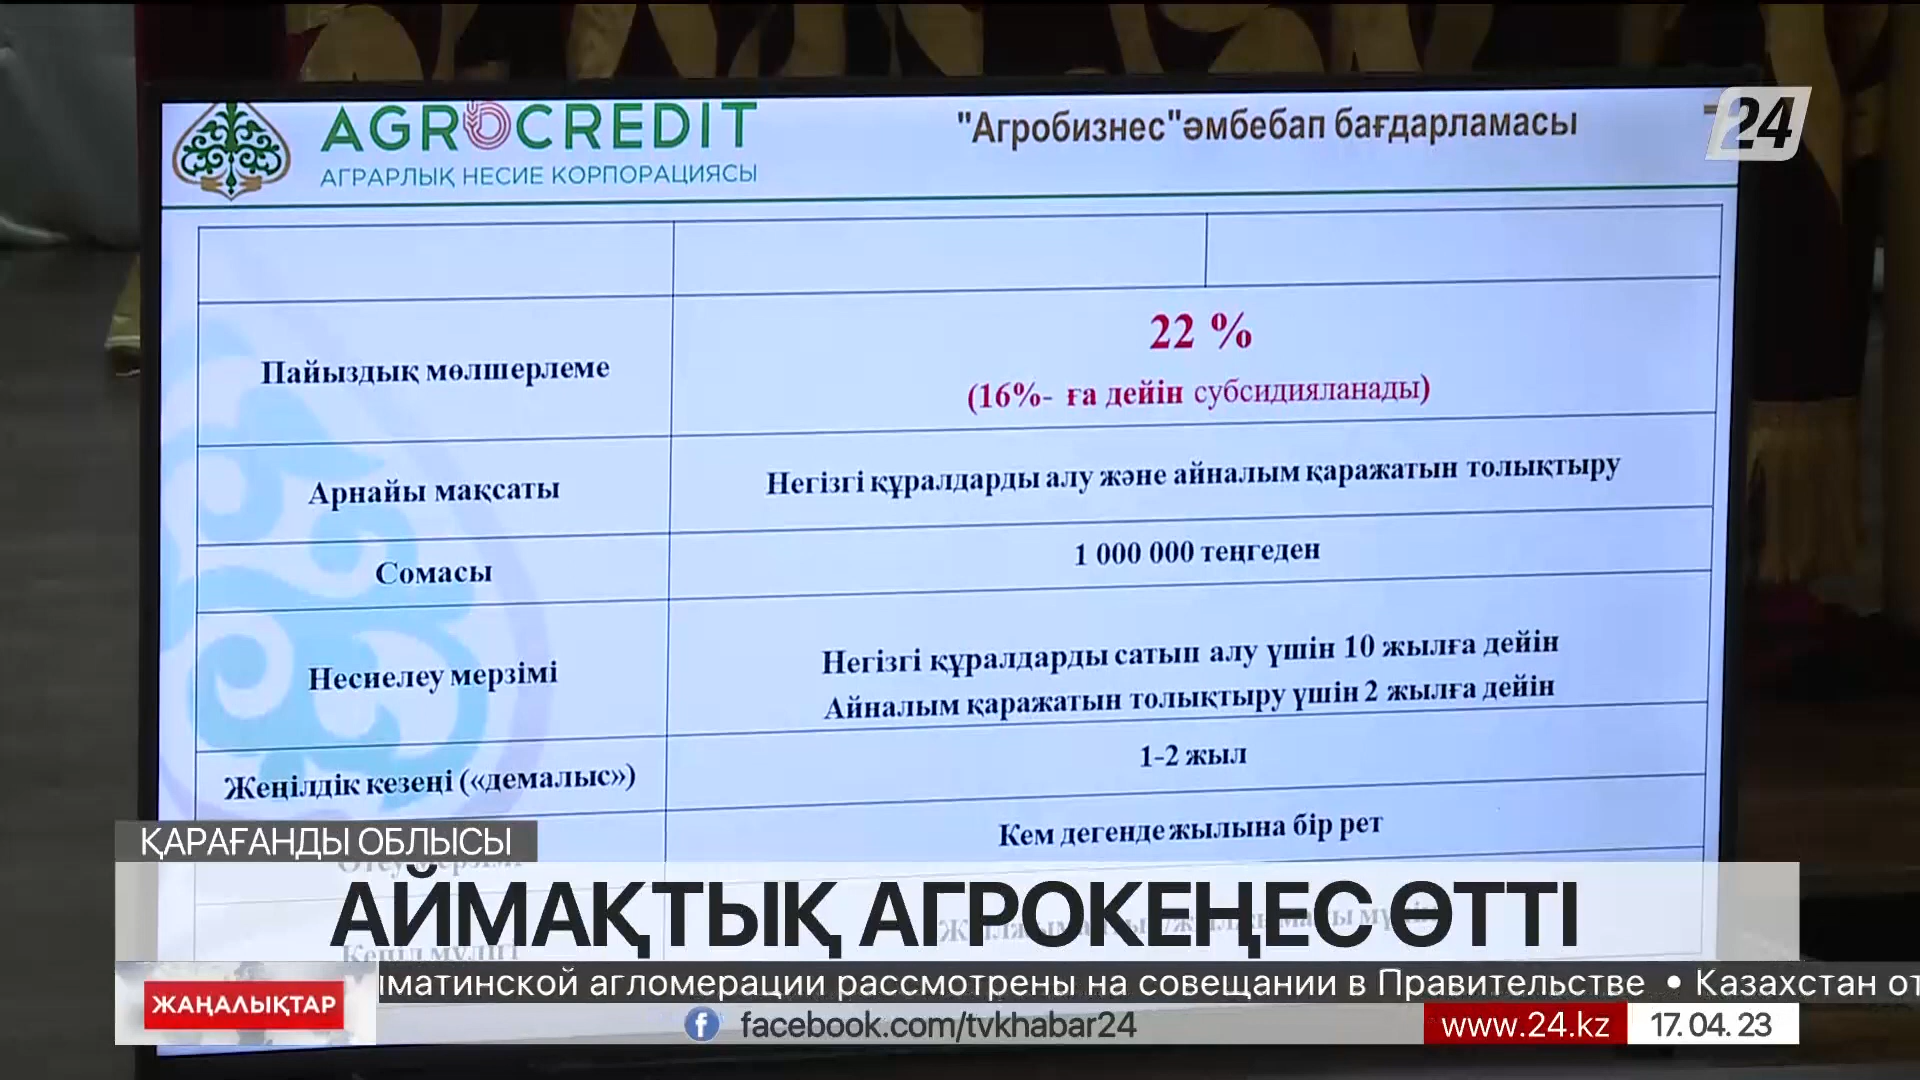 AGROCREDIT
АГРАРЛЫҚ НЕСИЕ КОРПОРАЦИЯСЫ
"Агробизнес"әмбебап бағдарламасы
24
Пайыздық мөлшерлеме
22 %
(16%- ға дейін субсидияланады)
Арнайы мақсаты
Негізгі құралдарды алу және айналым қаражатын толықтыру
Сомасы
1 000 000 теңгеден
Несиелеу мерзімі
Негізгі құралдарды сатып алу үшін 10 жылға дейін
Айналым қаражатын толықтыру үшін 2 жылға дейін
Жеңілдік кезеңі («демалыс»)
1-2 жыл
Кем дегенде жылына бір рет
ҚАРАҒАНДЫ ОБЛЫСЫ
АЙМАҚТЫҚ АГРОКЕҢЕС ӨТТІ
Кепіл мүлігі
ЖАҢАЛЫҚТАР
иматинской агломерации рассмотрены на совещании в Правительстве • Казахстан от
facebook.com/tvkhabar24
www.24.kz
17.04.23